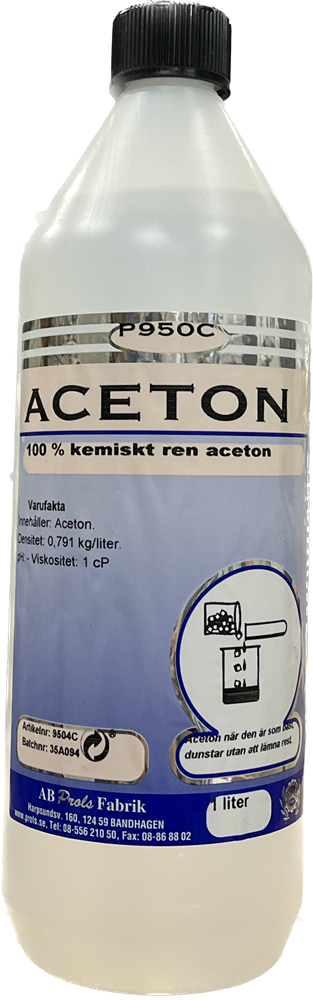 P950C
ACETON
100 % kemiskt ren aceton
Varufakta
Innehåller: Aceton.
Densitet: 0,791 kg/liter.
pH: - Viskositet: 1 cP
Aceton när den är som bäst,
dunstar utan att lämna rest.
Artikelnr: 9504C
Batchnr: 35A094
AB Prols Fabrik
Harpsundsv. 160, 124 59 BANDHAGEN
www.prols.se, Tel: 08-556 210 50, Fax: 08-86 88 02
1 liter